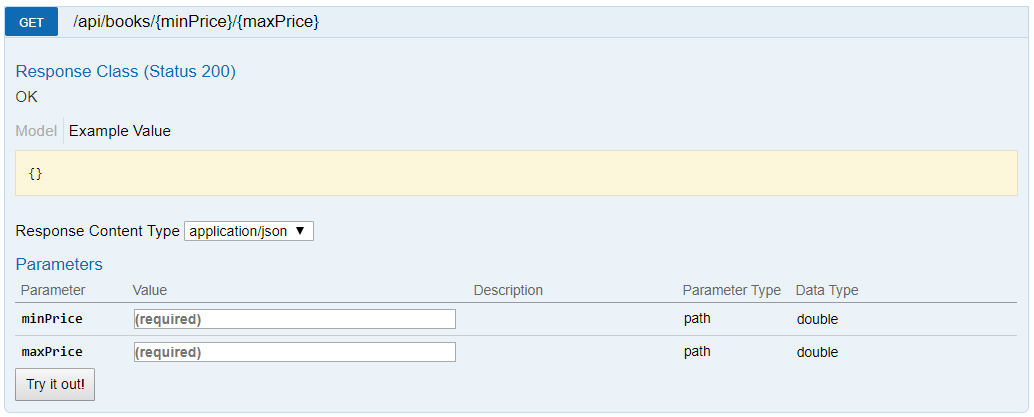 GET /api/books/{minPrice}/{maxPrice}
Response Class (Status 200)
OK
Model Example Value
{}
Response Content Type application/json ▼
Parameters
Parameter Value Description Parameter Type Data Type
minPrice (required) path double
maxPrice (required) path double
Try it out!